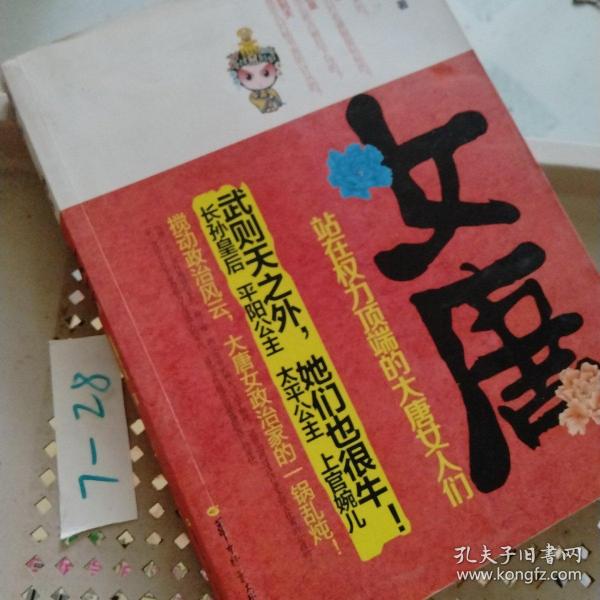 女唐
站在权力顶端的大唐女人们
武则天之外，她们也很牛！
长孙皇后 平阳公主 太平公主 上官婉儿
搅动政治风云，大唐女政治家的一锅乱炖！
7-28
孔夫子旧书网
www.kongfz.com